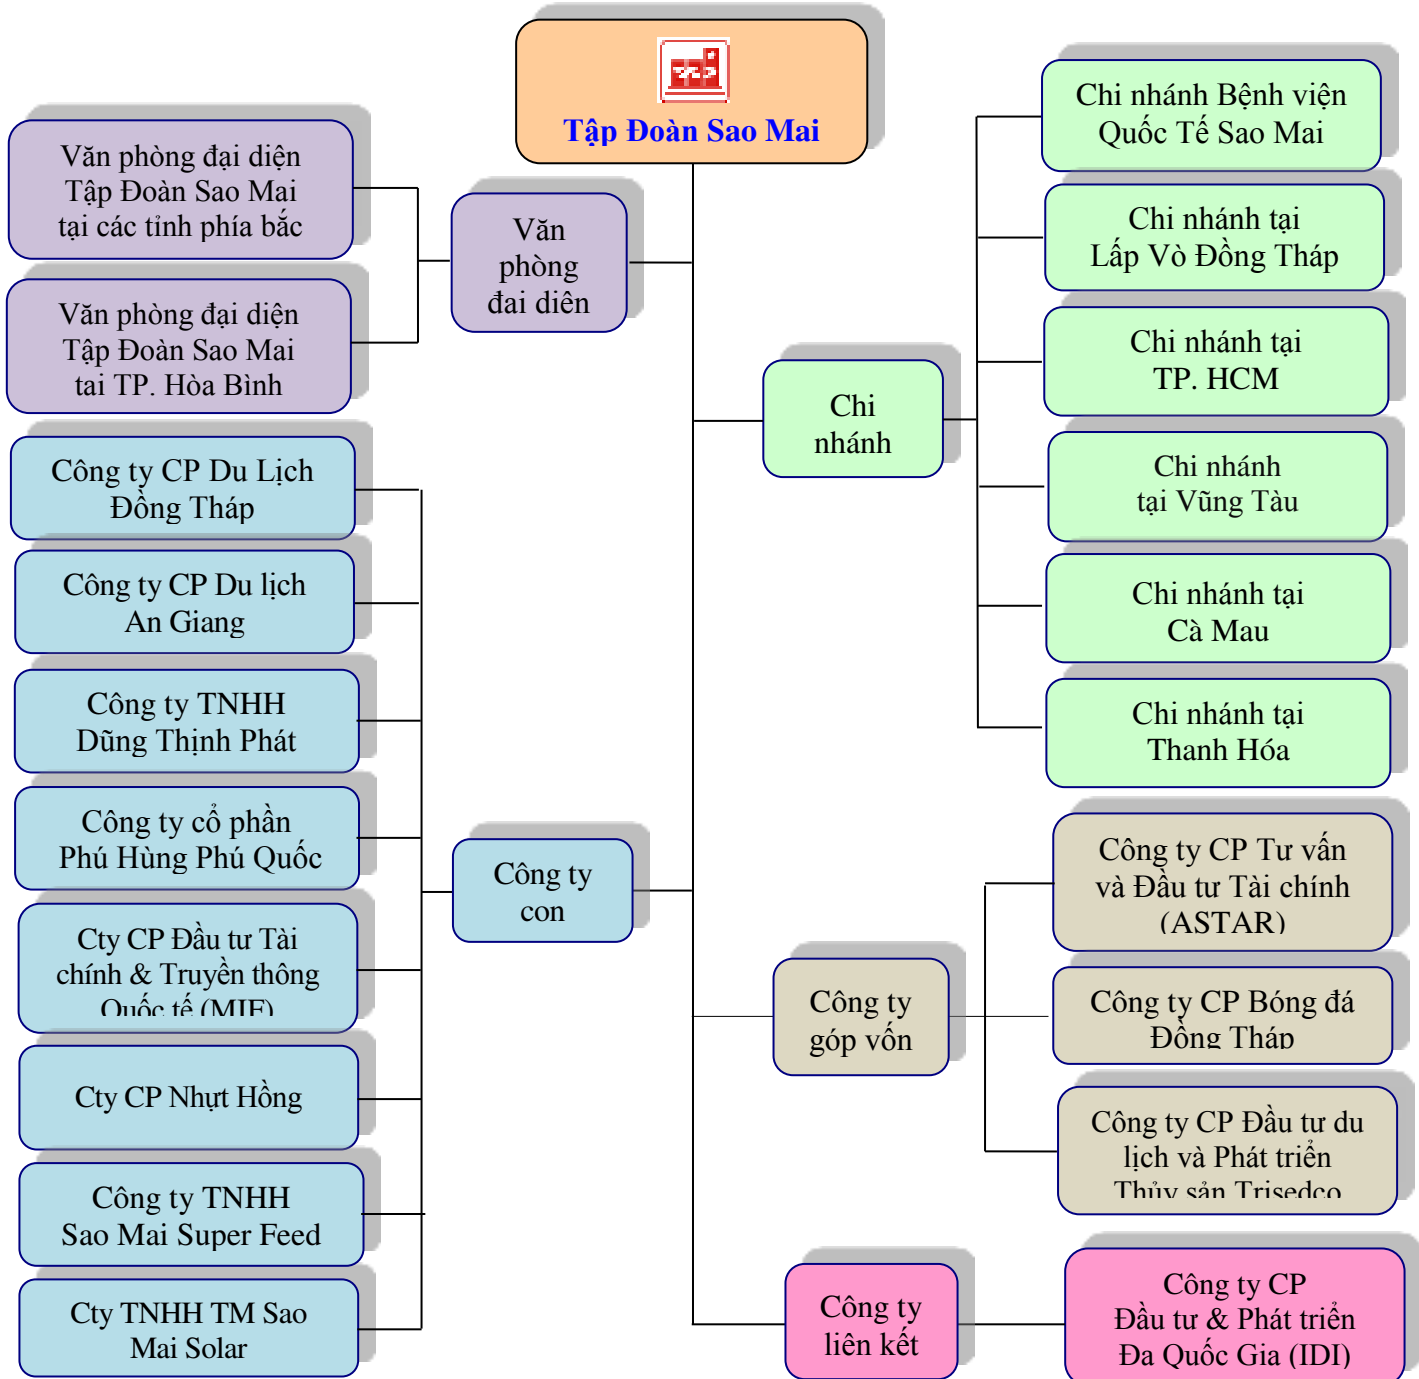 Tập Đoàn Sao Mai
Văn phòng đại diện
Tập Đoàn Sao Mai
tại các tỉnh phía bắc
Văn phòng đại diện
Tập Đoàn Sao Mai
tai TP. Hòa Bình
Văn
phòng
đai diên
Chi nhánh Bệnh viện
Quốc Tế Sao Mai
Chi nhánh tại
Lấp Vò Đồng Tháp
Chi nhánh tại
TP. HCM
Chi nhánh
tại Vũng Tàu
Chi nhánh tại
Cà Mau
Chi nhánh tại
Thanh Hóa
Chi
nhánh
Công ty CP Du Lịch
Đồng Tháp
Công ty CP Du lịch
An Giang
Công ty TNHH
Dũng Thịnh Phát
Công ty cổ phần
Phú Hùng Phú Quốc
Cty CP Đầu tư Tài
chính & Truyền thông
Quốc tế (MIF)
Cty CP Nhựt Hồng
Công ty TNHH
Sao Mai Super Feed
Cty TNHH TM Sao
Mai Solar
Công ty
con
Công ty
góp vốn
Công ty CP Tư vấn
và Đầu tư Tài chính
(ASTAR)
Công ty CP Bóng đá
Đồng Tháp
Công ty CP Đầu tư du
lịch và Phát triển
Thủy sản Trisedco
Công ty
liên kết
Công ty CP
Đầu tư & Phát triển
Đa Quốc Gia (IDI)